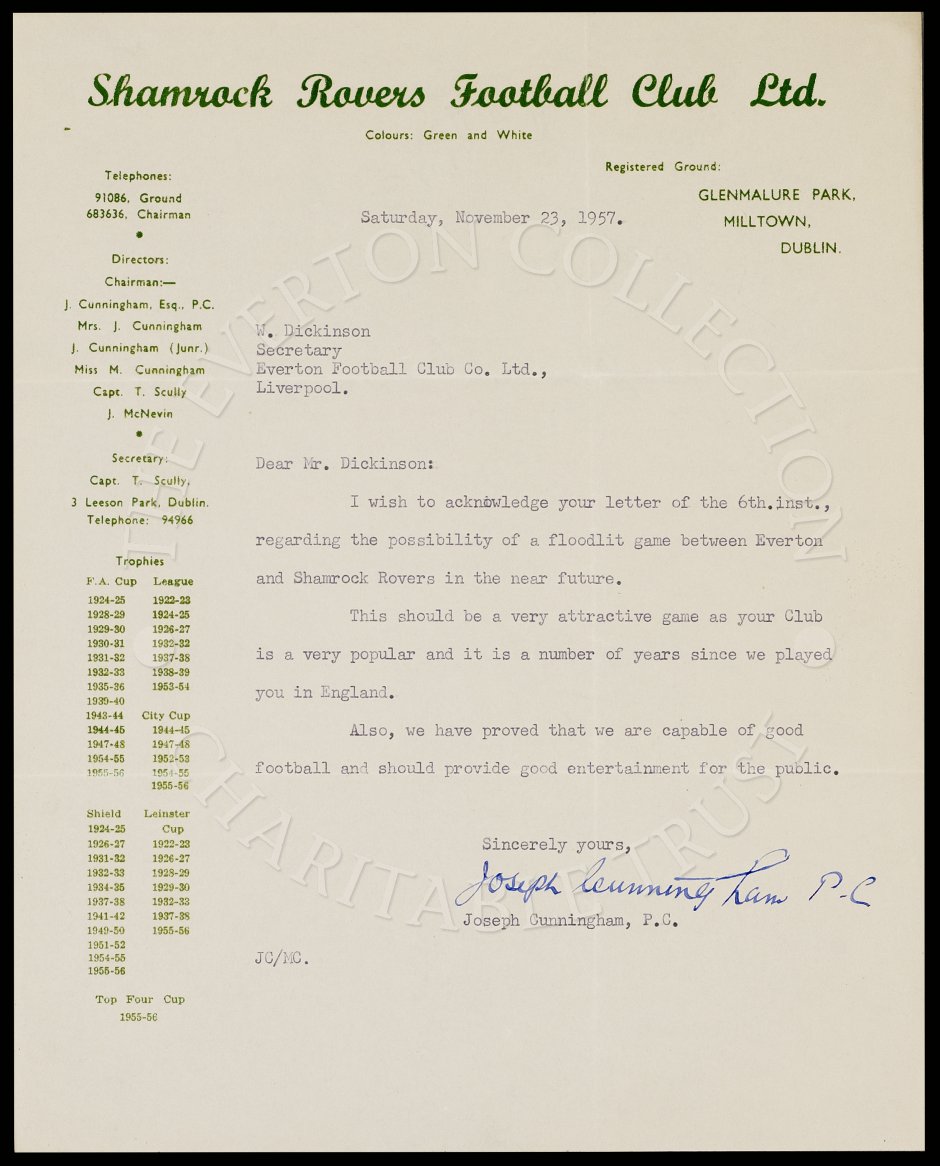 Shamrock Rovers Football Club Ltd.
Colours: Green and White
Telephones:
91086, Ground
683636, Chairman
Registered Ground:
GLENMALURE PARK,
MILLTOWN,
DUBLIN.
Saturday, November 23, 1957.
Directors:
Chairman:—
J. Cunningham, Esq., P.C.
Mrs. J. Cunningham
J. Cunningham (Junr.)
Miss M. Cunningham
Capt. T. Scully
J. McNevin
Secretary:
Capt. T. Scully,
3 Leeson Park, Dublin.
Telephone: 94966
Trophies
F.A. Cup League
1924-25 1922-23
1928-29 1924-25
1929-30 1926-27
1930-31 1932-32
1931-32 1937-38
1932-33 1938-39
1935-36 1953-54
1939-40
1943-44 City Cup
1944-45 1944-45
1947-48 1947-48
1954-55 1952-53
1955-56 1954-55
1955-56
Shield Leinster
1924-25 Cup
1926-27 1922-23
1931-32 1926-27
1932-33 1928-29
1934-35 1929-30
1937-38 1932-33
1941-42 1937-38
1949-50 1955-56
1951-52
1954-55
1955-56
Top Four Cup
1955-56
W. Dickinson
Secretary
Everton Football Club Co. Ltd.,
Liverpool.
Dear Mr. Dickinson:
I wish to acknowledge your letter of the 6th.inst.,
regarding the possibility of a floodlit game between Everton
and Shamrock Rovers in the near future.
This should be a very attractive game as your Club
is a very popular and it is a number of years since we played
you in England.
Also, we have proved that we are capable of good
football and should provide good entertainment for the public.
Sincerely yours,
Joseph Cunningham P.C
Joseph Cunningham, P.C.
JC/MC.
THE EVERTON COLLECTION
CHARITABLE TRUST